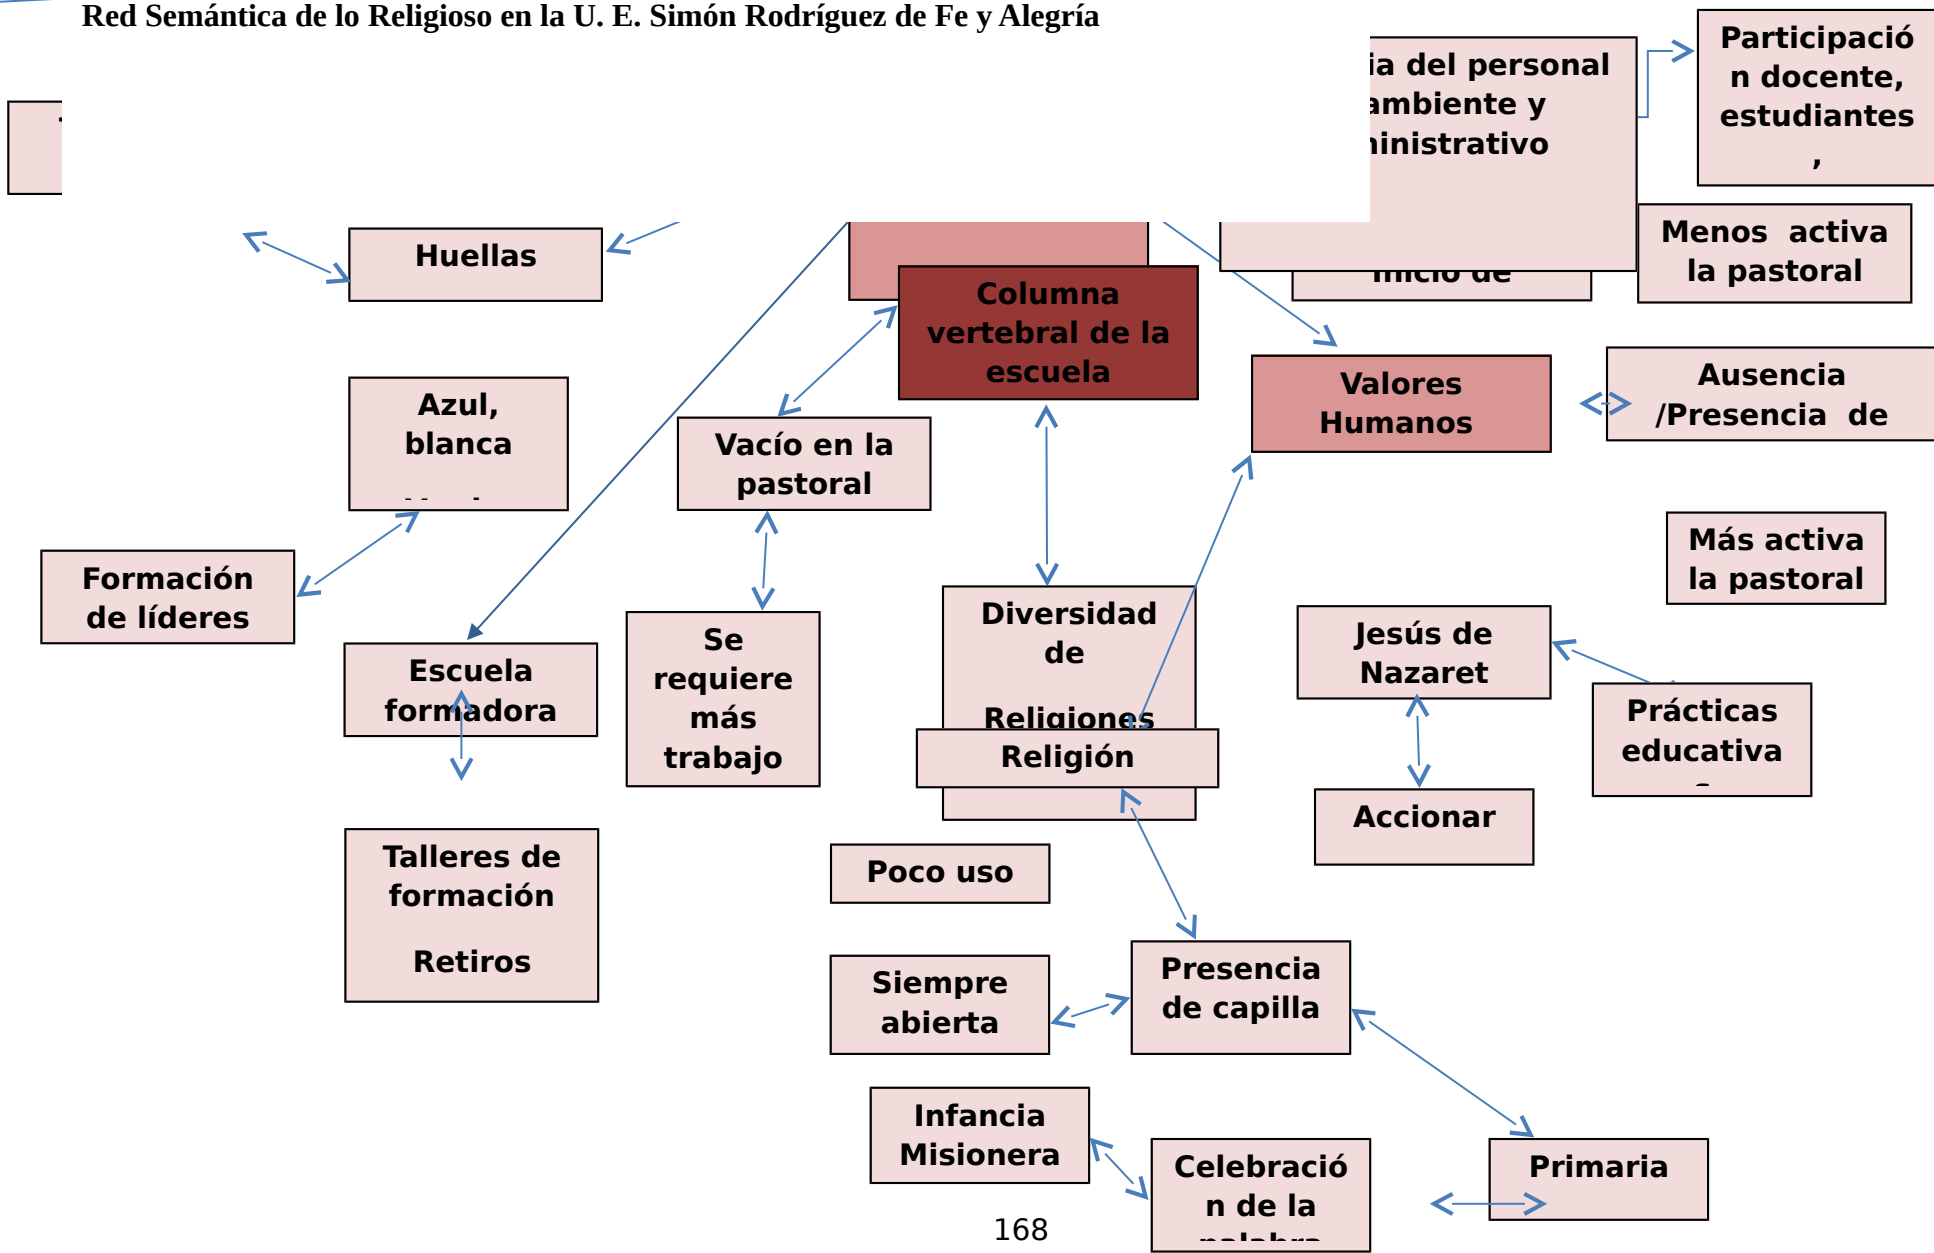 Red Semántica de lo Religioso en la U. E. Simón Rodríguez de Fe y Alegría
Participació
n docente,
estudiantes
,
del personal
ambiente y
Menos activa
la pastoral
Huellas
Columna
vertebral de la
escuela
Valores
Humanos
Ausencia
/Presencia de
Azul,
blanca
Vacío en la
pastoral
Más activa
la pastoral
Formación
de líderes
Escuela
formadora
Se
requiere
más
trabajo
Diversidad
de
Religiones
Religión
Jesús de
Nazaret
Prácticas
educativa
Accionar
Talleres de
formación
Retiros
Poco uso
Siempre
abierta
Presencia
de capilla
Infancia
Misionera
Celebració
n de la
palabra
Primaria
168